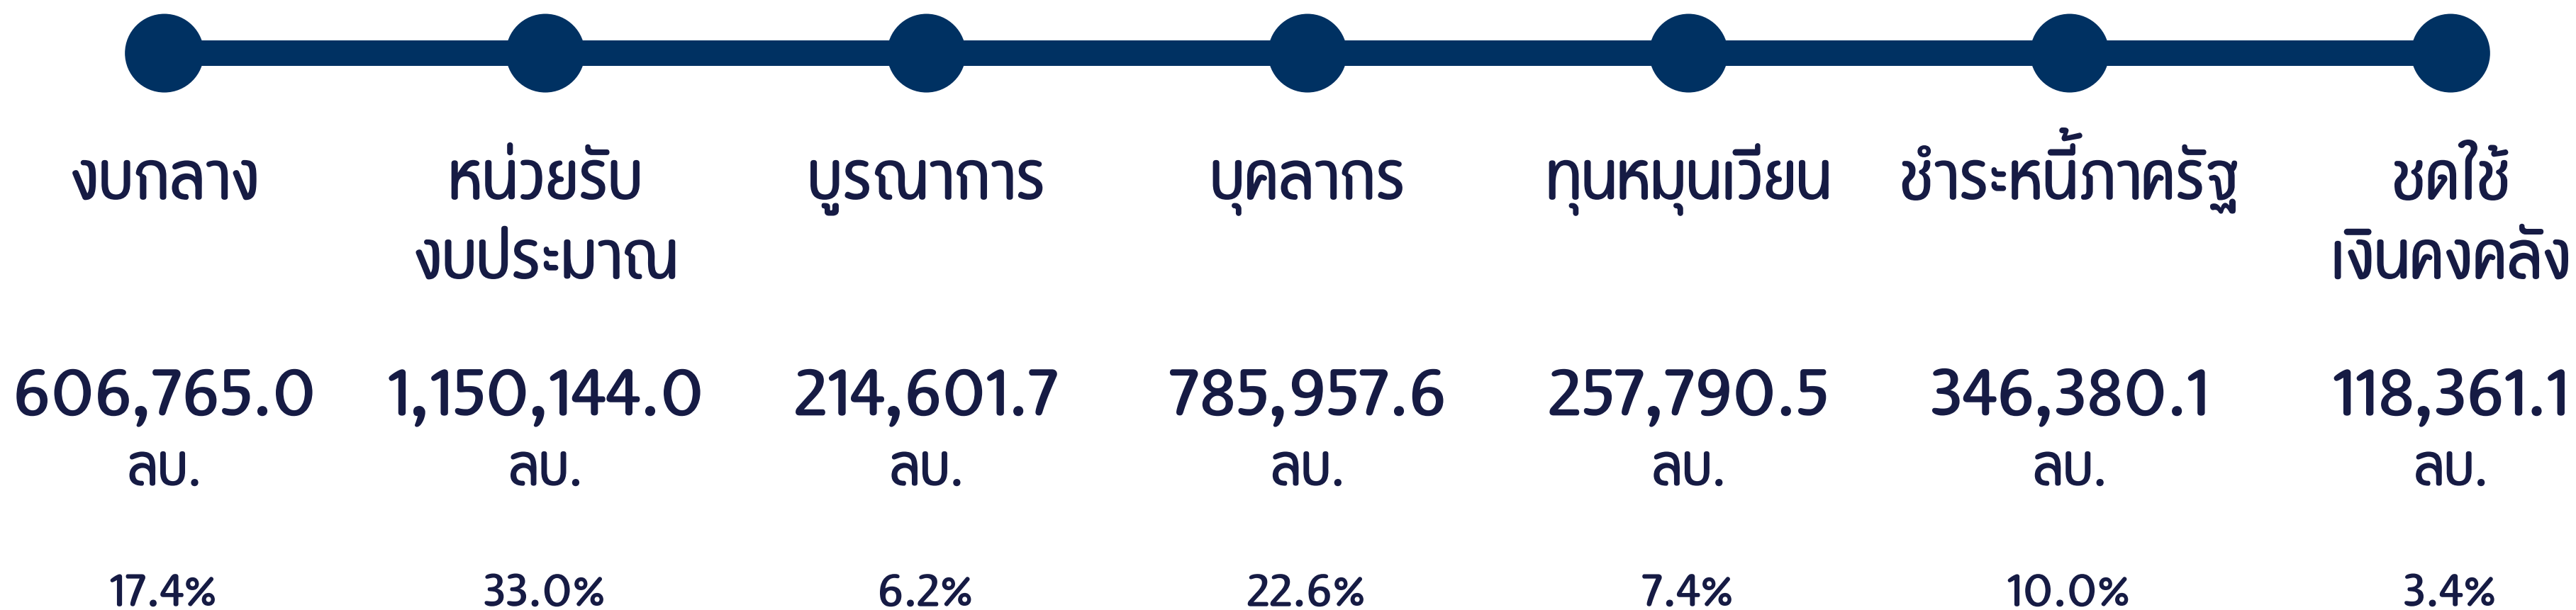 งบกลาง
หน่วยรับ
งบประมาณ
บูรณาการ
บุคลากร
ทุนหมุนเวียน
ชำระหนี้ภาครัฐ
ชดใช้
เงินคงคลัง
606,765.0
ลบ.
1,150,144.0
ลบ.
214,601.7
ลบ.
785,957.6
ลบ.
257,790.5
ลบ.
346,380.1
ลบ.
118,361.1
ลบ.
17.4%
33.0%
6.2%
22.6%
7.4%
10.0%
3.4%